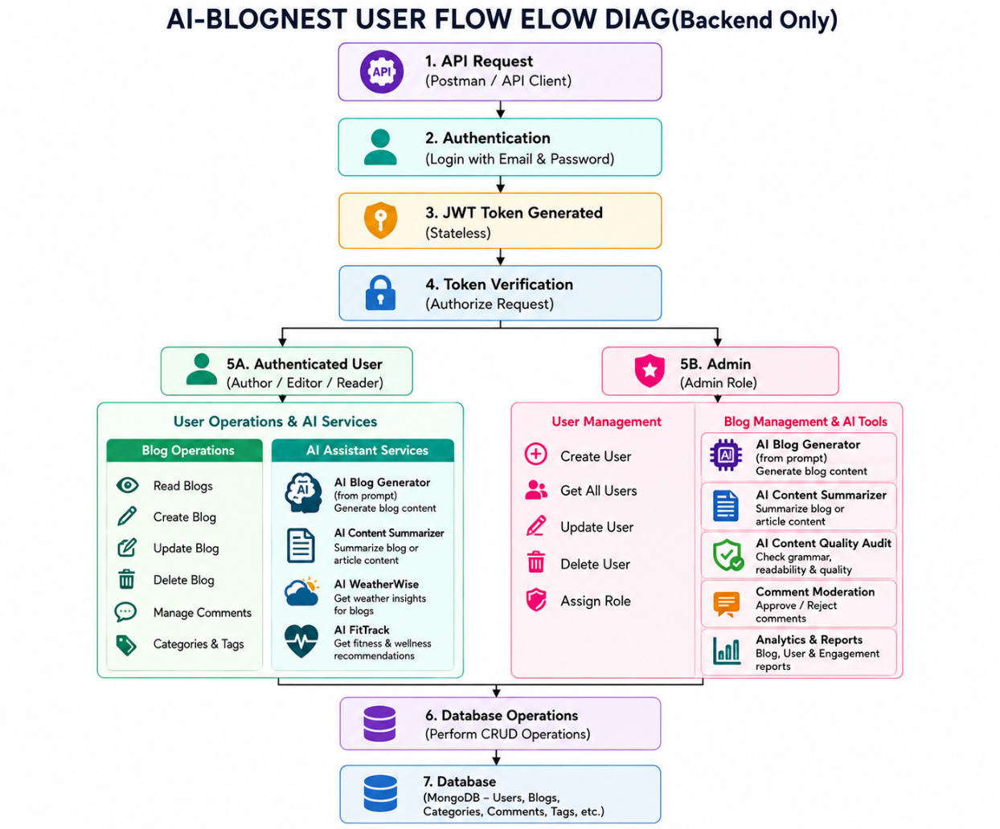 AI-BLOGNEST USER FLOW ELOW DIAG(Backend Only)
API
1. API Request
(Postman / API Client)
2. Authentication
(Login with Email & Password)
3. JWT Token Generated
(Stateless)
4. Token Verification
(Authorize Request)
5A. Authenticated User
(Author / Editor / Reader)
5B. Admin
(Admin Role)
User Operations & AI Services
Blog Operations
Read Blogs
Create Blog
Update Blog
Delete Blog
Manage Comments
Categories & Tags
AI Assistant Services
AI
AI Blog Generator
(from prompt)
Generate blog content
AI Content Summarizer
Summarize blog or
article content
AI WeatherWise
Get weather insights
for blogs
AI FitTrack
Get fitness & wellness
recommendations
User Management
Create User
Get All Users
Update User
Delete User
Assign Role
Blog Management & AI Tools
AI
AI Blog Generator
(from prompt)
Generate blog content
AI Content Summarizer
Summarize blog or
article content
AI Content Quality Audit
Check grammar,
readability & quality
Comment Moderation
Approve / Reject
comments
Analytics & Reports
Blog, User & Engagement
reports
6. Database Operations
(Perform CRUD Operations)
7. Database
(MongoDB – Users, Blogs,
Categories, Comments, Tags, etc.)